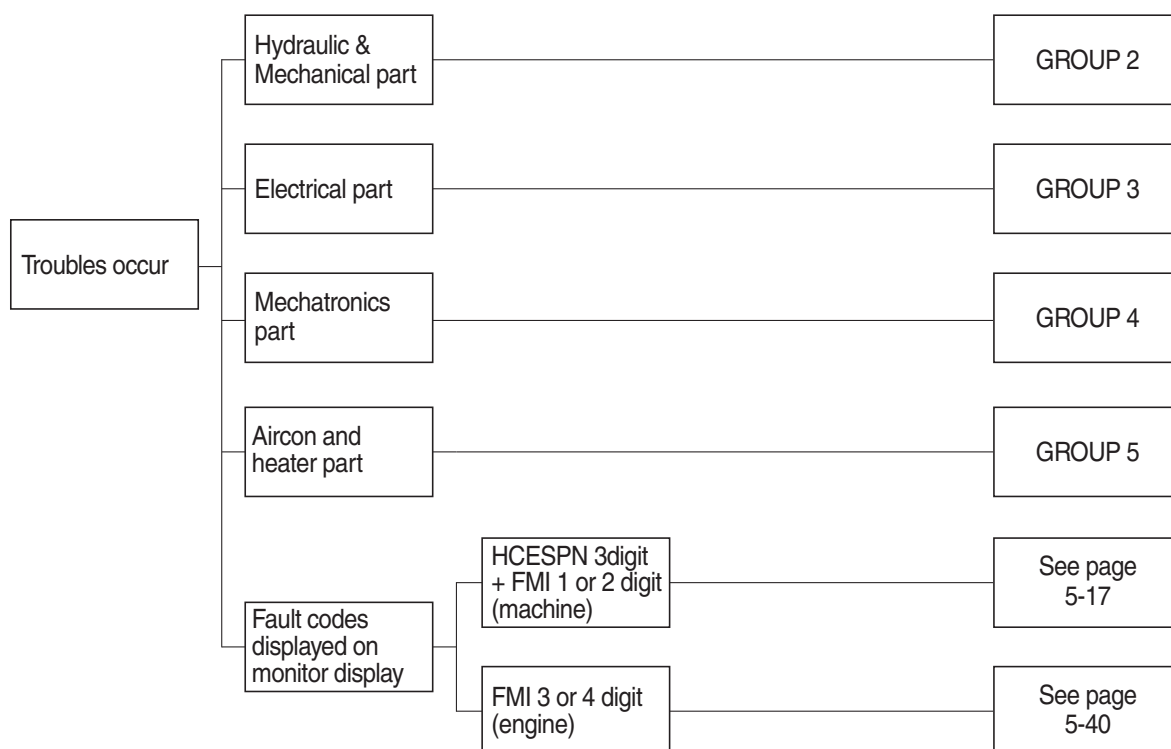 Hydraulic &
Mechanical part
GROUP 2
Electrical part
GROUP 3
Troubles occur
Mechatronics
part
GROUP 4
Aircon and
heater part
GROUP 5
Fault codes
displayed on
monitor display
HCESPN 3digit
+ FMI 1 or 2 digit
(machine)
See page
5-17
FMI 3 or 4 digit
(engine)
See page
5-40